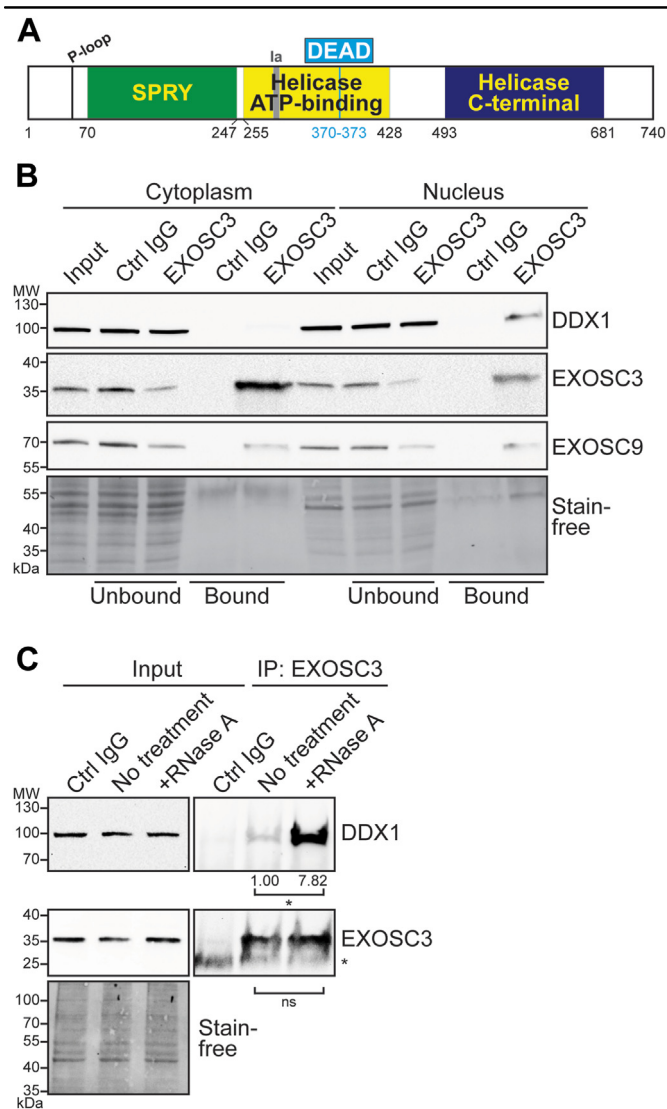 A
P-loop
Ia
DEAD
SPRY
Helicase
ATP-binding
Helicase
C-terminal
1
70
247
255
370-373
428
493
681
740
B
Cytoplasm
Nucleus
Input
Ctrl IgG
EXOSC3
Ctrl IgG
EXOSC3
Input
Ctrl IgG
EXOSC3
Ctrl IgG
EXOSC3
MW
130
100
DDX1
40
35
EXOSC3
70
55
EXOSC9
55
40
35
kDa
Stain-
free
Unbound
Bound
Unbound
Bound
C
Input
IP: EXOSC3
Ctrl IgG
No treatment
+RNase A
Ctrl IgG
No treatment
+RNase A
MW
130
100
70
DDX1
1.00
7.82
*
40
35
25
EXOSC3
*
ns
100
70
55
40
35
kDa
Stain-
free